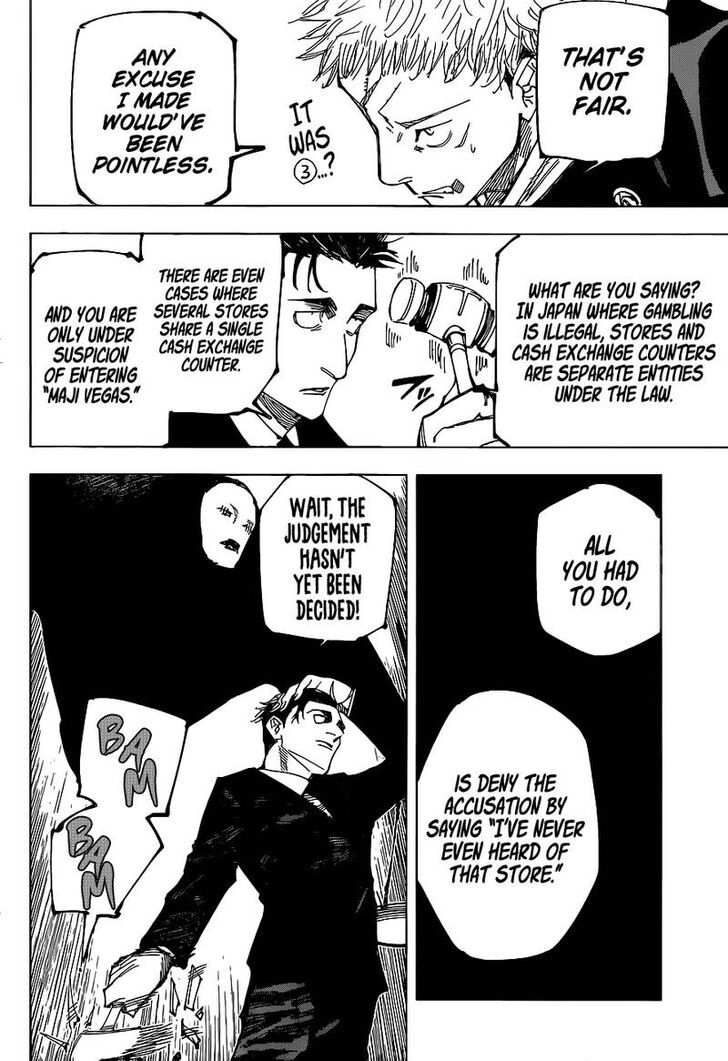 THAT'S
NOT
FAIR.
IT
WAS
③...?
ANY
EXCUSE
I MADE
WOULD'VE
BEEN
POINTLESS.
WHAT ARE YOU SAYING?
IN JAPAN WHERE GAMBLING
IS ILLEGAL, STORES AND
CASH EXCHANGE COUNTERS
ARE SEPARATE ENTITIES
UNDER THE LAW.
ブッ
THERE ARE EVEN
CASES WHERE
SEVERAL STORES
SHARE A SINGLE
CASH EXCHANGE
COUNTER.
AND YOU ARE
ONLY UNDER
SUSPICION
OF ENTERING
"MAJI VEGAS."
ALL
YOU HAD
TO DO,
IS DENY THE
ACCUSATION BY
SAYING "I'VE NEVER
EVEN HEARD OF
THAT STORE."
WAIT, THE
JUDGEMENT
HASN'T
YET BEEN
DECIDED!
BAM
BAM